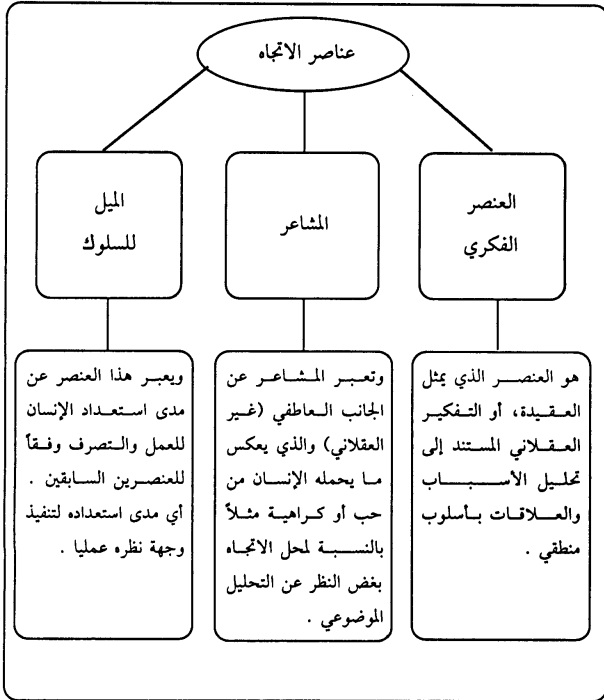 عناصر الاتجاه
العنصر
الفكري
المشاعر
الميل
للسلوك
هو العنصر الذي يمثل
العقيدة، أو التفكير
العقلاني المستند إلى
تحليل الأسباب
والعلاقات بأسلوب
منطقي .
وتعبر المشاعر عن
الجانب العاطفي (غير
العقلاني) والذي يعكس
ما يحمله الإنسان من
حب أو كراهية مثلاً
بالنسبة لمحل الاتجاه
بغض النظر عن التحليل
الموضوعي .
ويعبر هذا العنصر عن
مدى استعداد الإنسان
للعمل والتصرف وفقاً
للعنصرين السابقين .
أي مدى استعداده لتنفيذ
وجهة نظره عمليا .